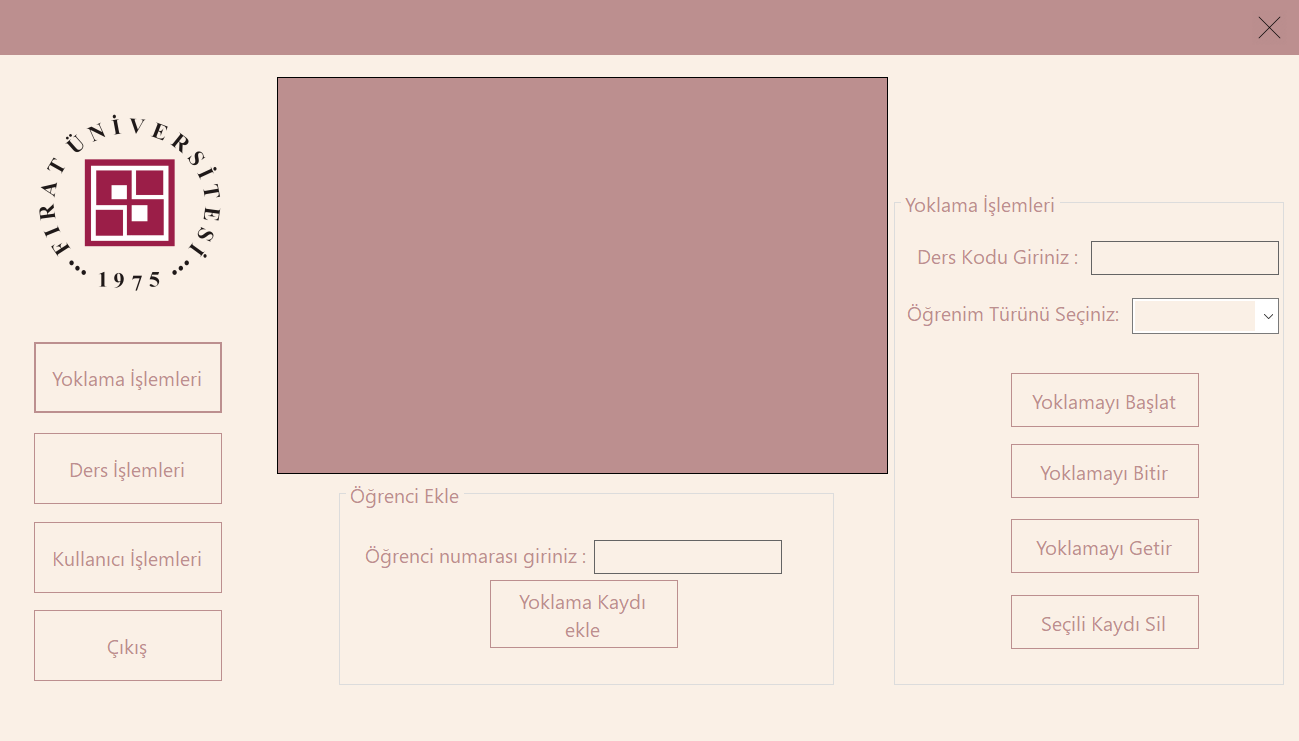 FIRAT ÜNİVERSİTESİ
1975
Yoklama İşlemleri
Ders İşlemleri
Kullanıcı İşlemleri
Çıkış
Öğrenci Ekle
Öğrenci numarası giriniz :
Yoklama Kaydı
ekle
Yoklama İşlemleri
Ders Kodu Giriniz :
Öğrenim Türünü Seçiniz:
Yoklamayı Başlat
Yoklamayı Bitir
Yoklamayı Getir
Seçili Kaydı Sil